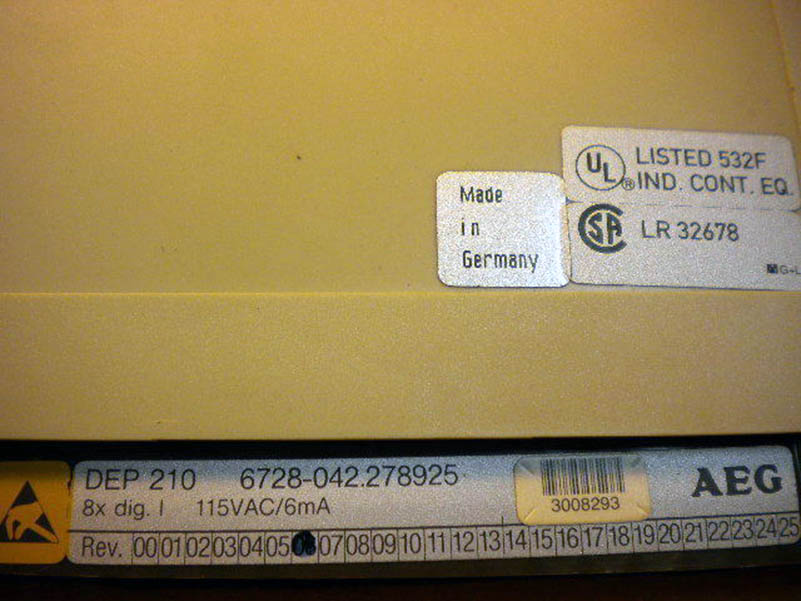 UL LISTED 532F
® IND. CONT. EQ.
Made
in
Germany
SA LR 32678
G-L
DEP 210 6728-042.278925
8x dig. I 115VAC/6mA
3008293
AEG
Rev. 00 01 02 03 04 05 07 08 09 10 11 12 13 14 15 16 17 18 19 20 21 22 23 24 25